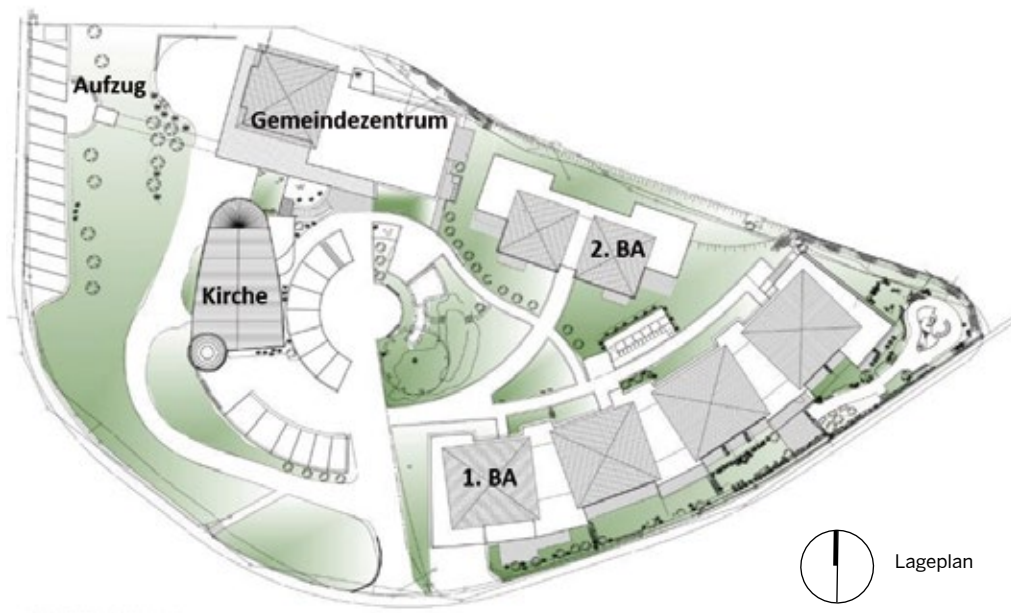 Aufzug
Gemeindezentrum
2. BA
Kirche
1. BA
Lageplan